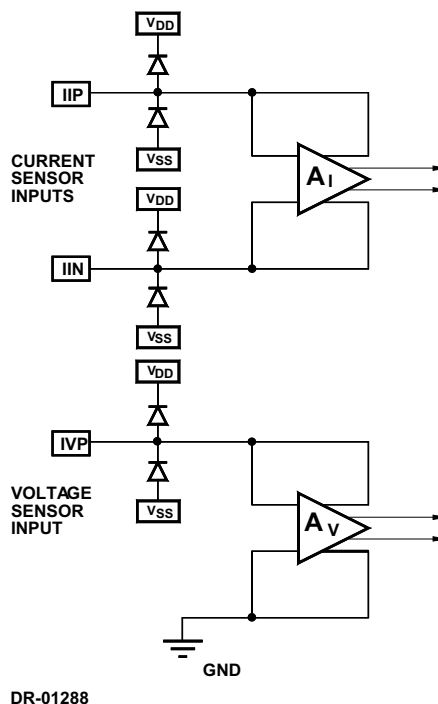 VDD
IIP
VSS
CURRENT
SENSOR
INPUTS
AI
VDD
IIN
VSS
VDD
IVP
VSS
VOLTAGE
SENSOR
INPUT
AV
GND
DR-01288